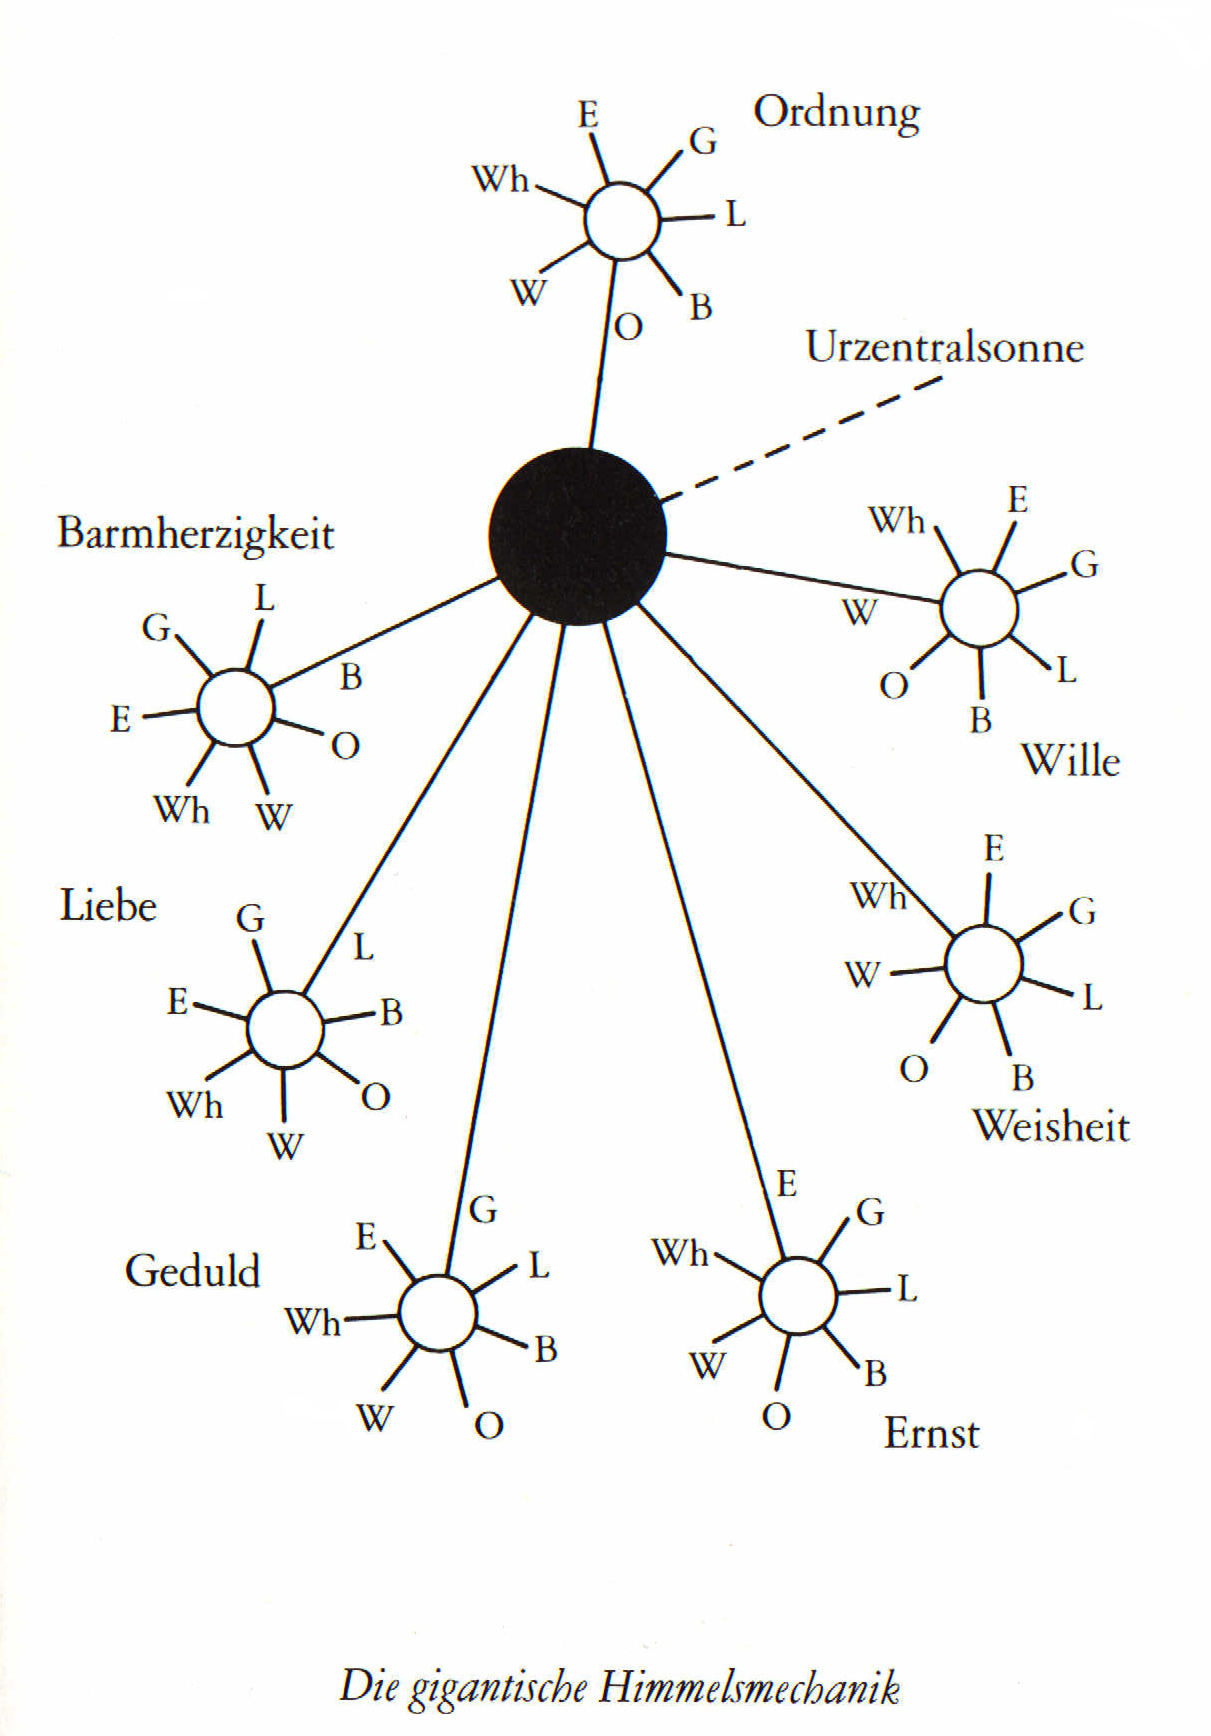 Ordnung
E
G
Wh
L
W
B
O
Urzentralsonne
Wh
E
G
W
L
O
B
Wille
Barmherzigkeit
L
G
B
E
O
Wh
W
E
Wh
G
W
L
O
B
Weisheit
Liebe
G
L
E
B
Wh
O
W
Geduld
G
E
L
Wh
B
W
O
E
G
Wh
L
W
B
O
Ernst
Die gigantische Himmelsmechanik